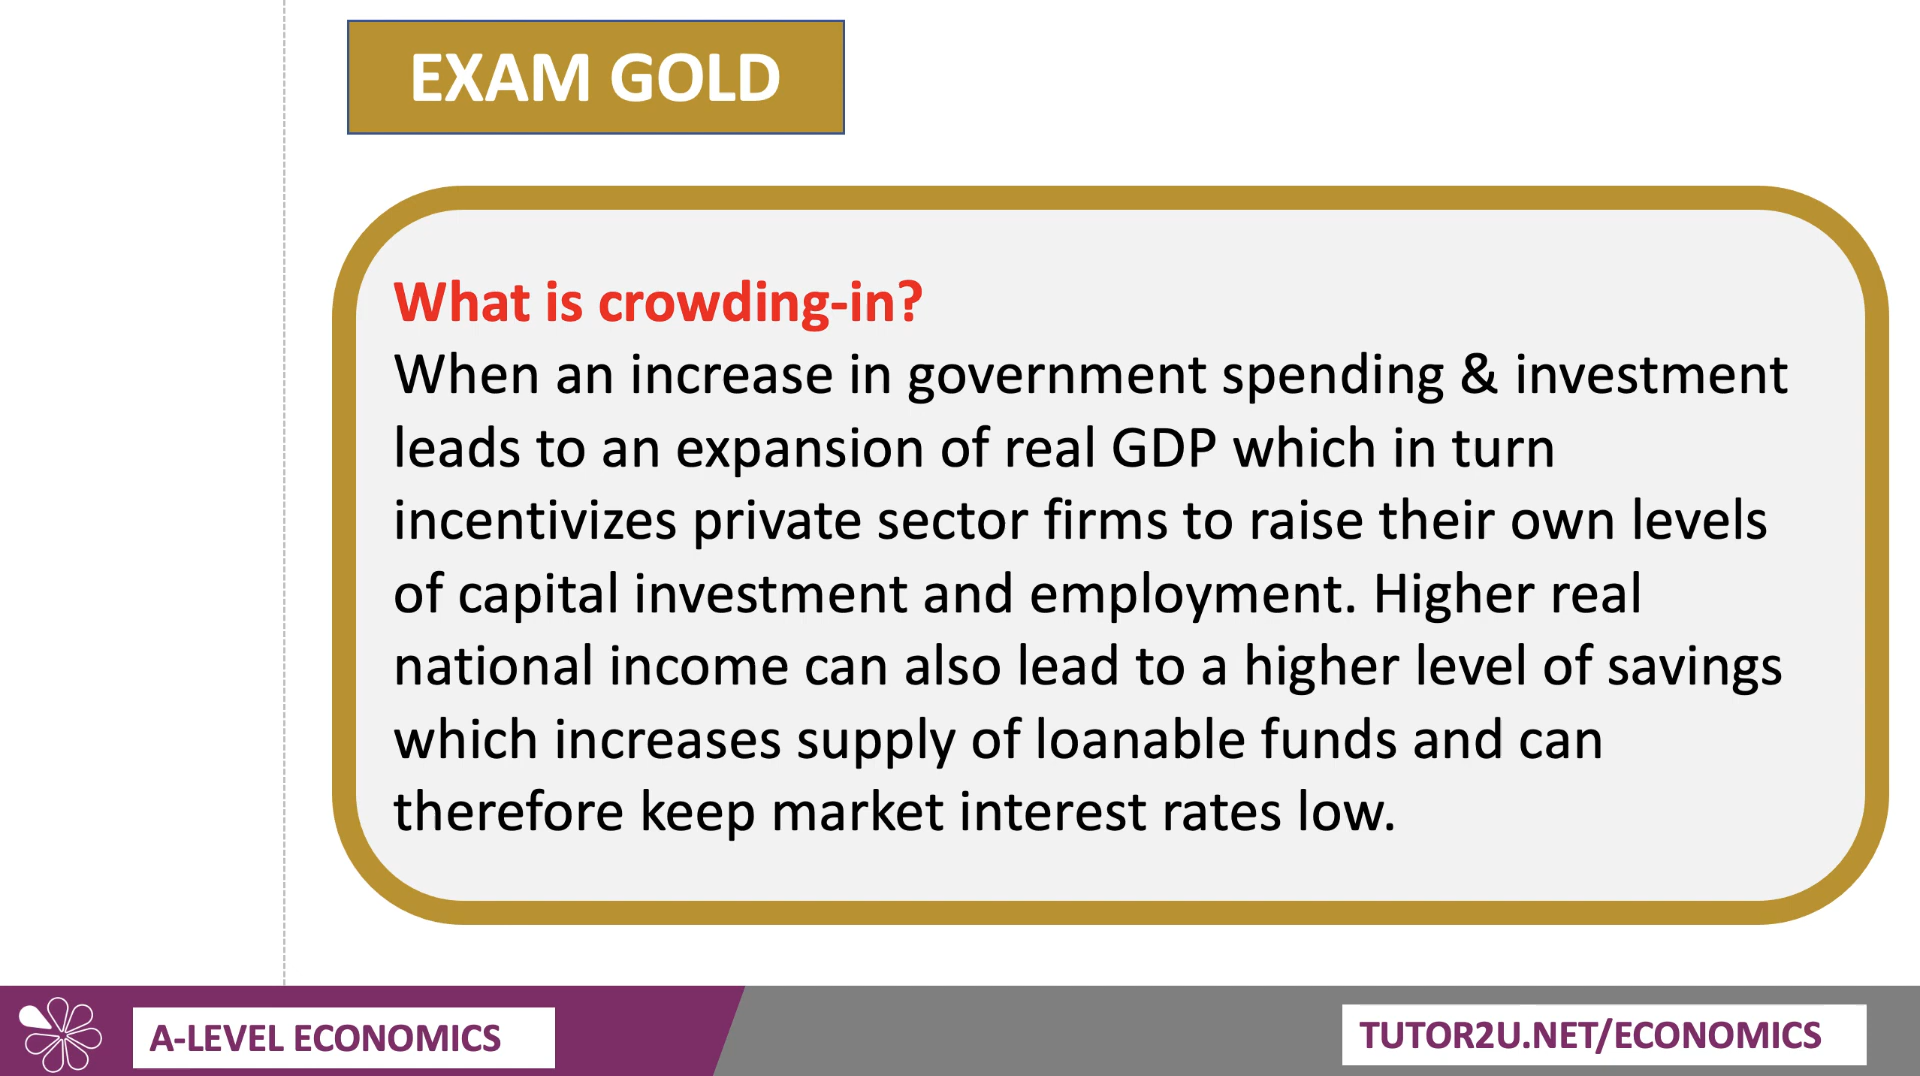 EXAM GOLD
What is crowding-in?
When an increase in government spending & investment
leads to an expansion of real GDP which in turn
incentivizes private sector firms to raise their own levels
of capital investment and employment. Higher real
national income can also lead to a higher level of savings
which increases supply of loanable funds and can
therefore keep market interest rates low.
A-LEVEL ECONOMICS
TUTOR2U.NET/ECONOMICS